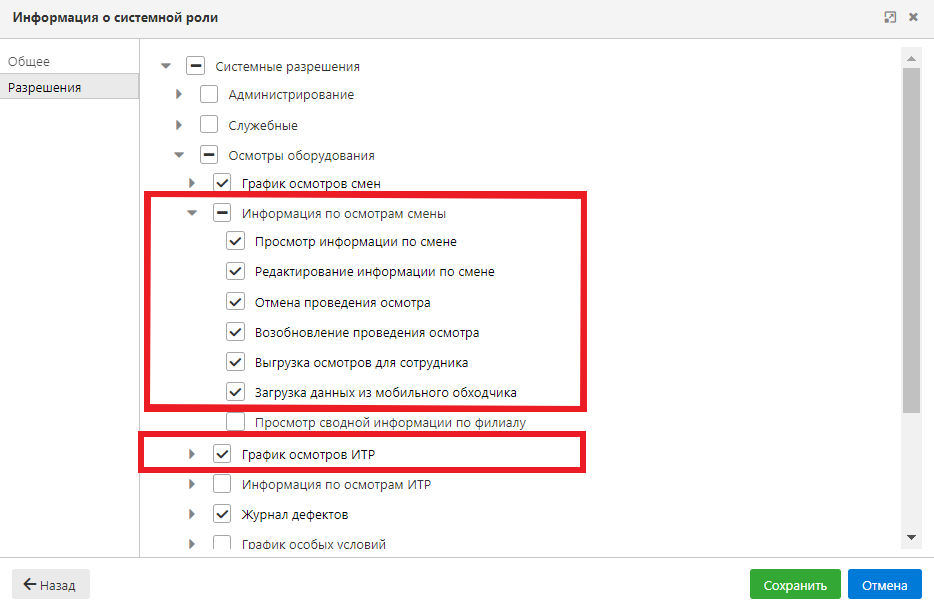 Информация о системной роли
Общее
Разрешения
Системные разрешения
Администрирование
Служебные
Осмотры оборудования
График осмотров смен
Информация по осмотрам смены
Просмотр информации по смене
Редактирование информации по смене
Отмена проведения осмотра
Возобновление проведения осмотра
Выгрузка осмотров для сотрудника
Загрузка данных из мобильного обходчика
Просмотр сводной информации по филиалу
График осмотров ИТР
Информация по осмотрам ИТР
Журнал дефектов
График особых условий
Назад
Сохранить
Отмена